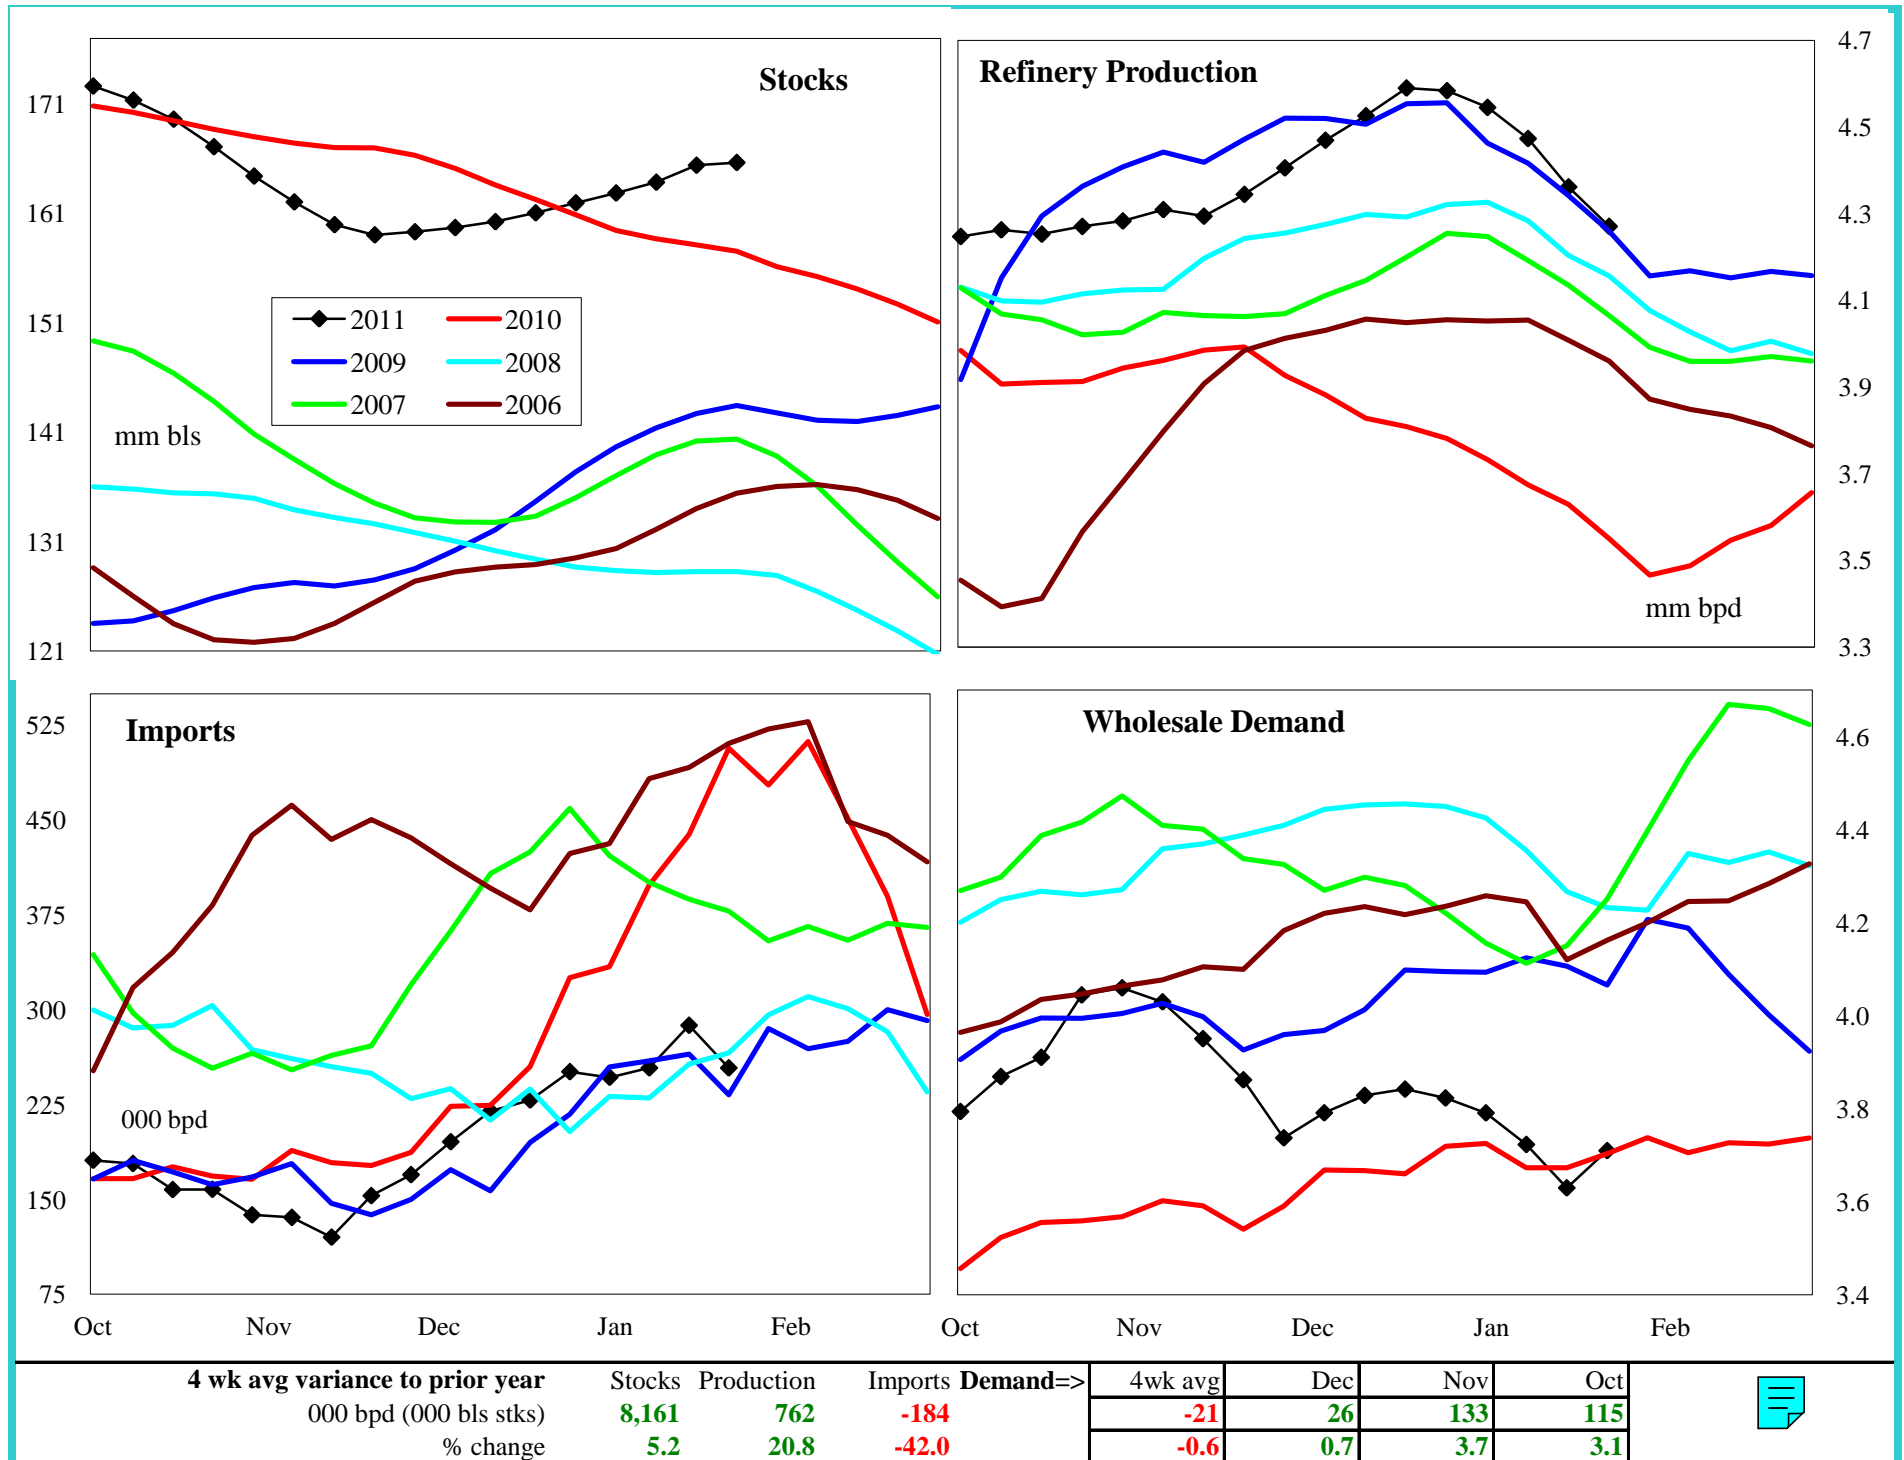 Stocks
171
161
151
141
131
121
mm bls
2011 2010
2009 2008
2007 2006
Refinery Production
4.7
4.5
4.3
4.1
3.9
3.7
3.5
3.3
mm bpd
Imports
525
450
375
300
225
150
75
000 bpd
Oct Nov Dec Jan Feb
Wholesale Demand
4.6
4.4
4.2
4.0
3.8
3.6
3.4
Oct Nov Dec Jan Feb
4 wk avg variance to prior year Stocks Production Imports Demand=> 4wk avg Dec Nov Oct
000 bpd (000 bls stks) 8,161 762 -184 -21 26 133 115
% change 5.2 20.8 -42.0 -0.6 0.7 3.7 3.1